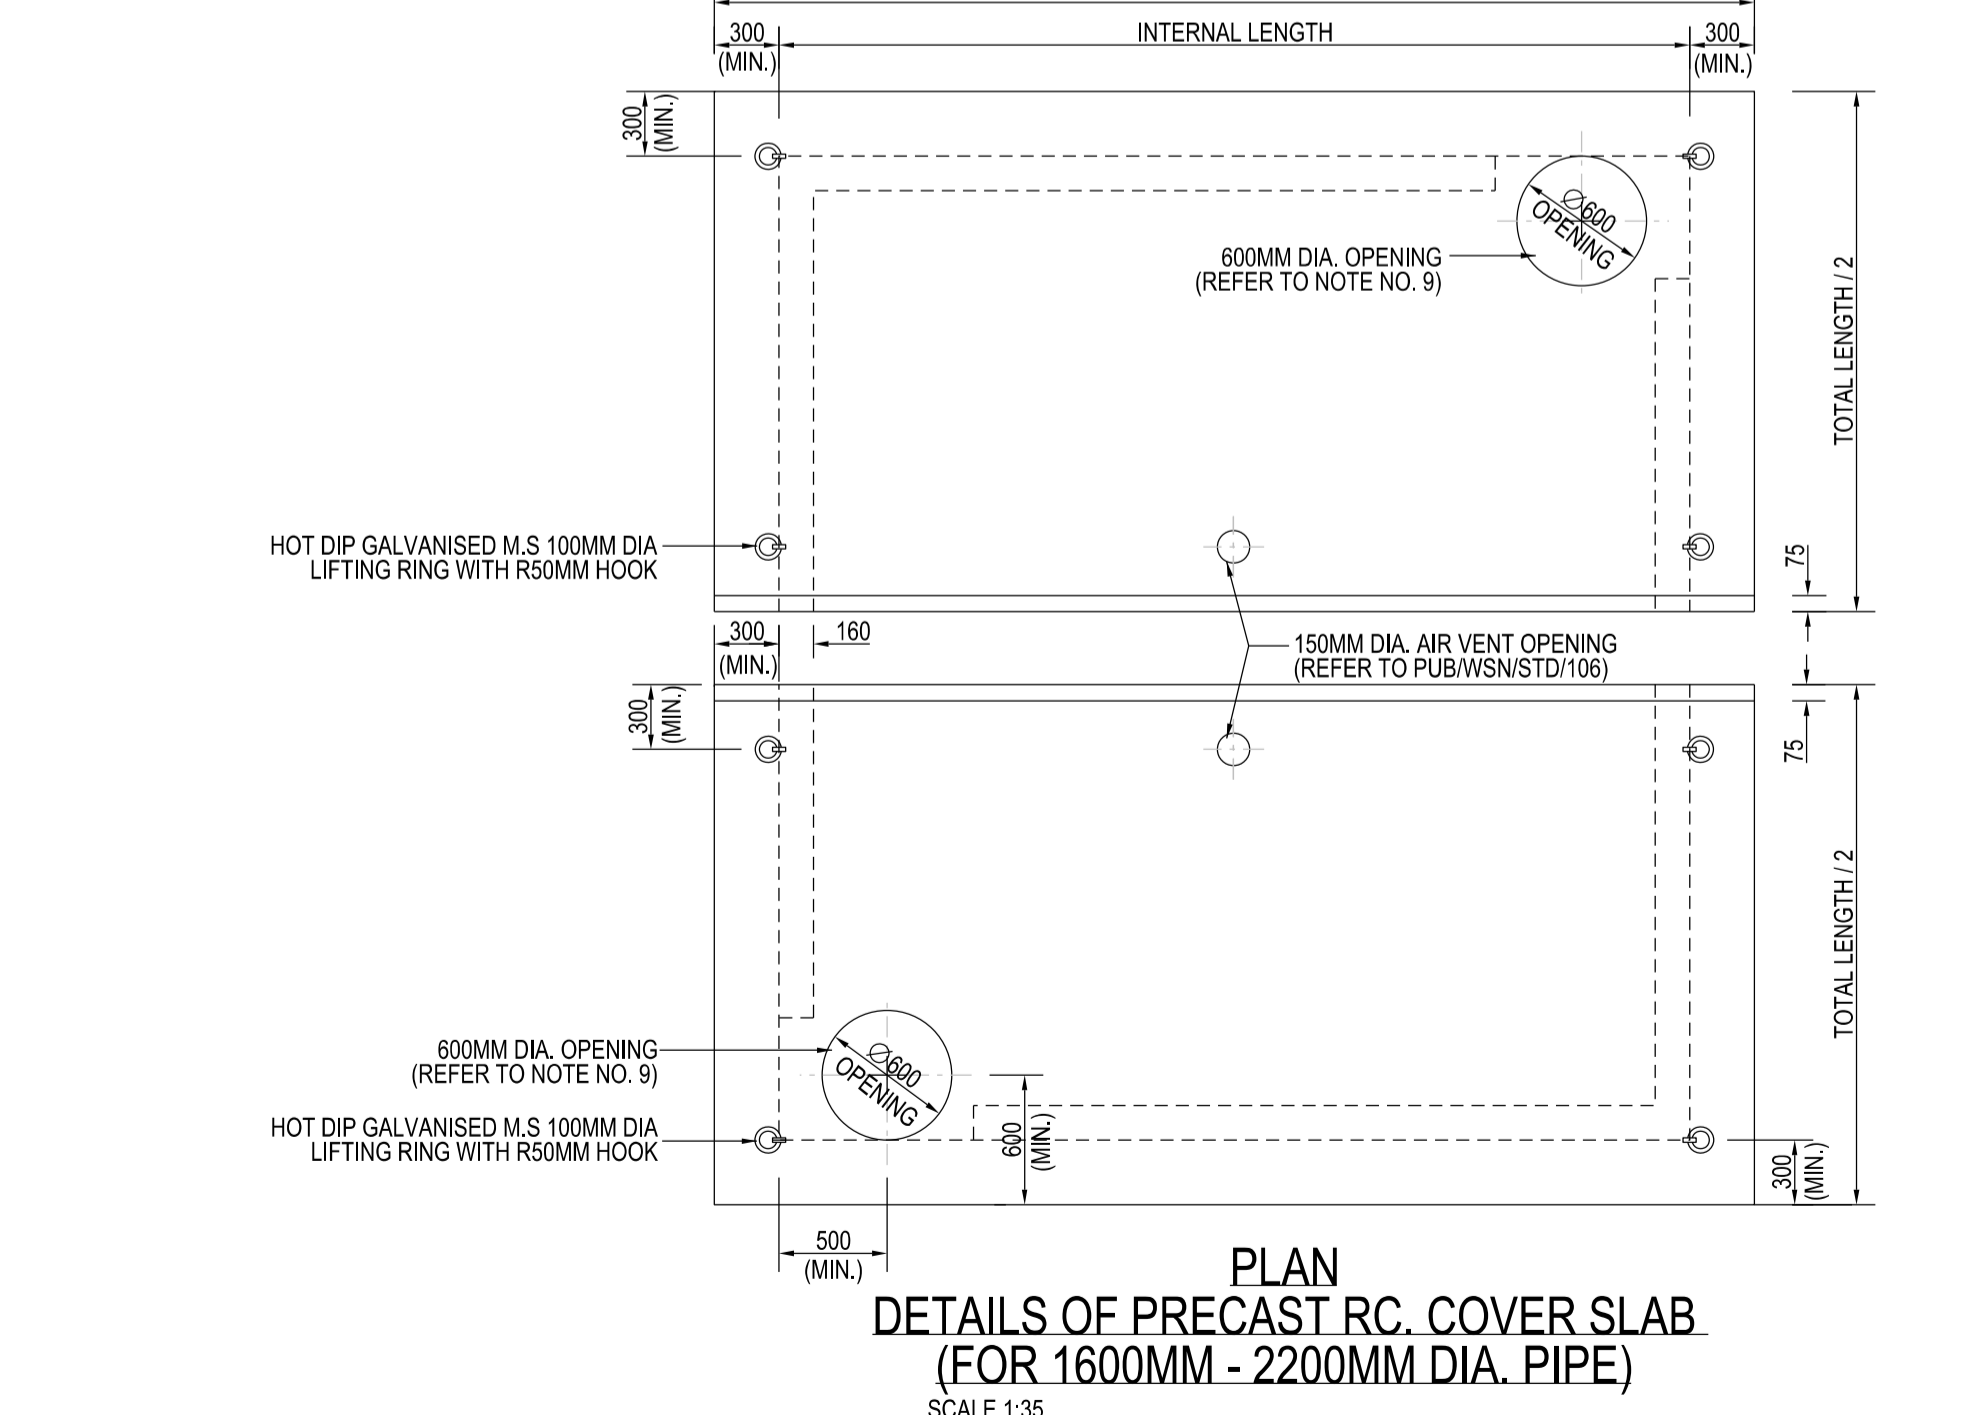 INTERNAL LENGTH
300
(MIN.)
300
(MIN.)
300
(MIN.)
Ø600
OPENING
600MM DIA. OPENING
(REFER TO NOTE NO. 9)
TOTAL LENGTH / 2
HOT DIP GALVANISED M.S 100MM DIA
LIFTING RING WITH R50MM HOOK
75
300
(MIN.)
160
150MM DIA. AIR VENT OPENING
(REFER TO PUB/WSN/STD/106)
300
(MIN.)
75
TOTAL LENGTH / 2
600MM DIA. OPENING
(REFER TO NOTE NO. 9)
Ø600
OPENING
HOT DIP GALVANISED M.S 100MM DIA
LIFTING RING WITH R50MM HOOK
600
(MIN.)
300
(MIN.)
500
(MIN.)
PLAN
DETAILS OF PRECAST RC. COVER SLAB
(FOR 1600MM - 2200MM DIA. PIPE)
SCALE 1:35